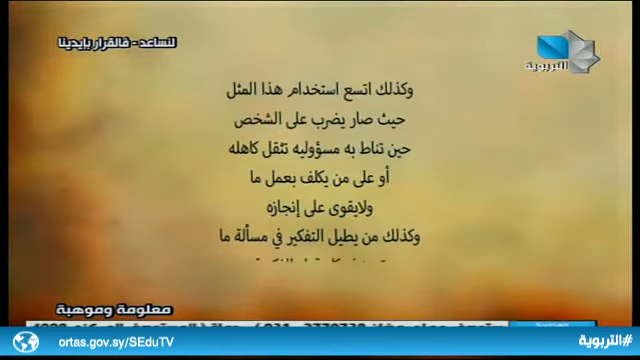 لنساعد - فالقرار بإيدينا
التربوية
وكذلك اتسع استخدام هذا المثل
حيث صار يضرب على الشخص
حين تناط به مسؤوليه تثقل كاهله
أو على من يكلف بعمل ما
ولايقوى على إنجازه
وكذلك من يطيل التفكير في مسألة ما
معلومة وموهبة
ortas.gov.sy/SEduTV
#التربوية